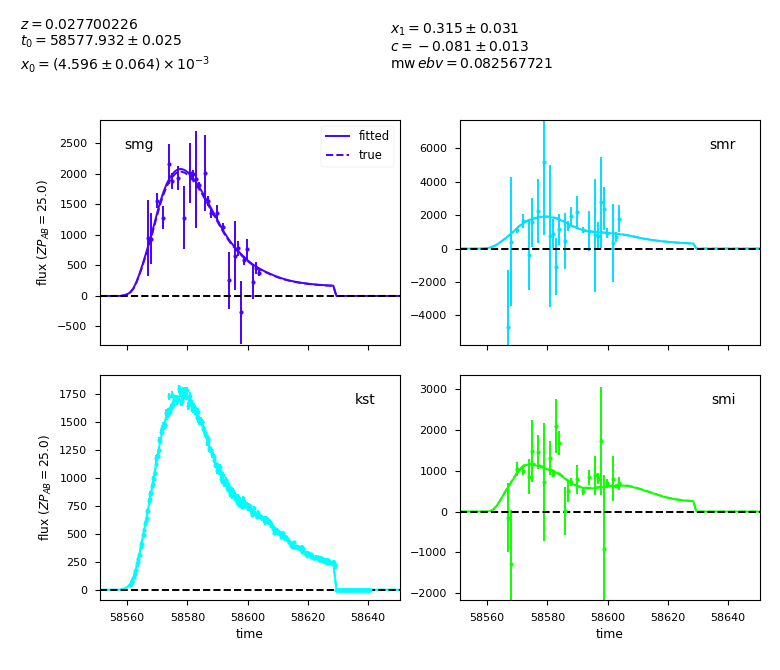 z = 0.027700226
t₀ = 58577.932 ± 0.025
x₀ = (4.596 ± 0.064) × 10⁻³
x₁ = 0.315 ± 0.031
c = −0.081 ± 0.013
mw ebv = 0.082567721
smg
fitted
true
2500
2000
1500
1000
500
0
−500
flux (ZP_AB = 25.0)
smr
6000
4000
2000
0
−2000
−4000
kst
1750
1500
1250
1000
750
500
250
0
flux (ZP_AB = 25.0)
58560 58580 58600 58620 58640
time
smi
3000
2000
1000
0
−1000
−2000
58560 58580 58600 58620 58640
time